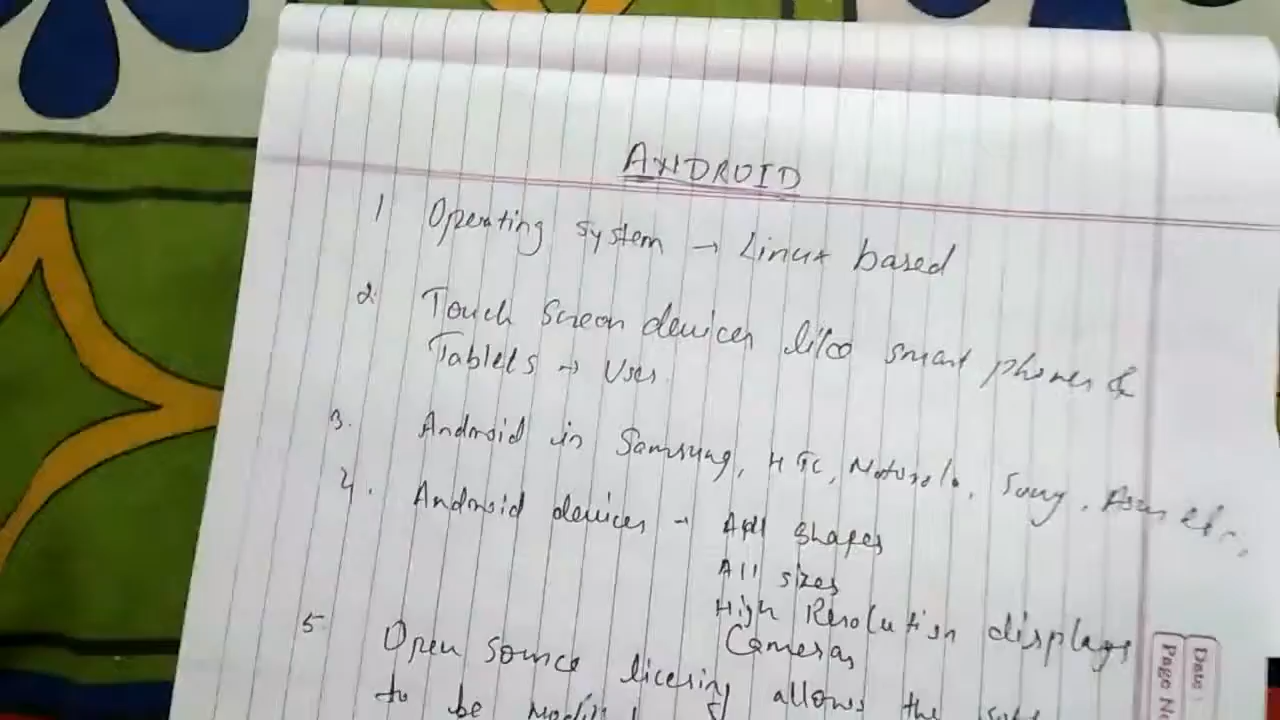 ANDROID
1 Operating system → Linux based
2. Touch Screen devices like smart phones &
Tablets → Uses
3. Android in Samsung, HTC, Motorola, Sony, Asus etc.
4. Android devices → All shapes
All sizes
High Resolution displays
Cameras
5 Open source licensing allows the
to be
Date :
Page No